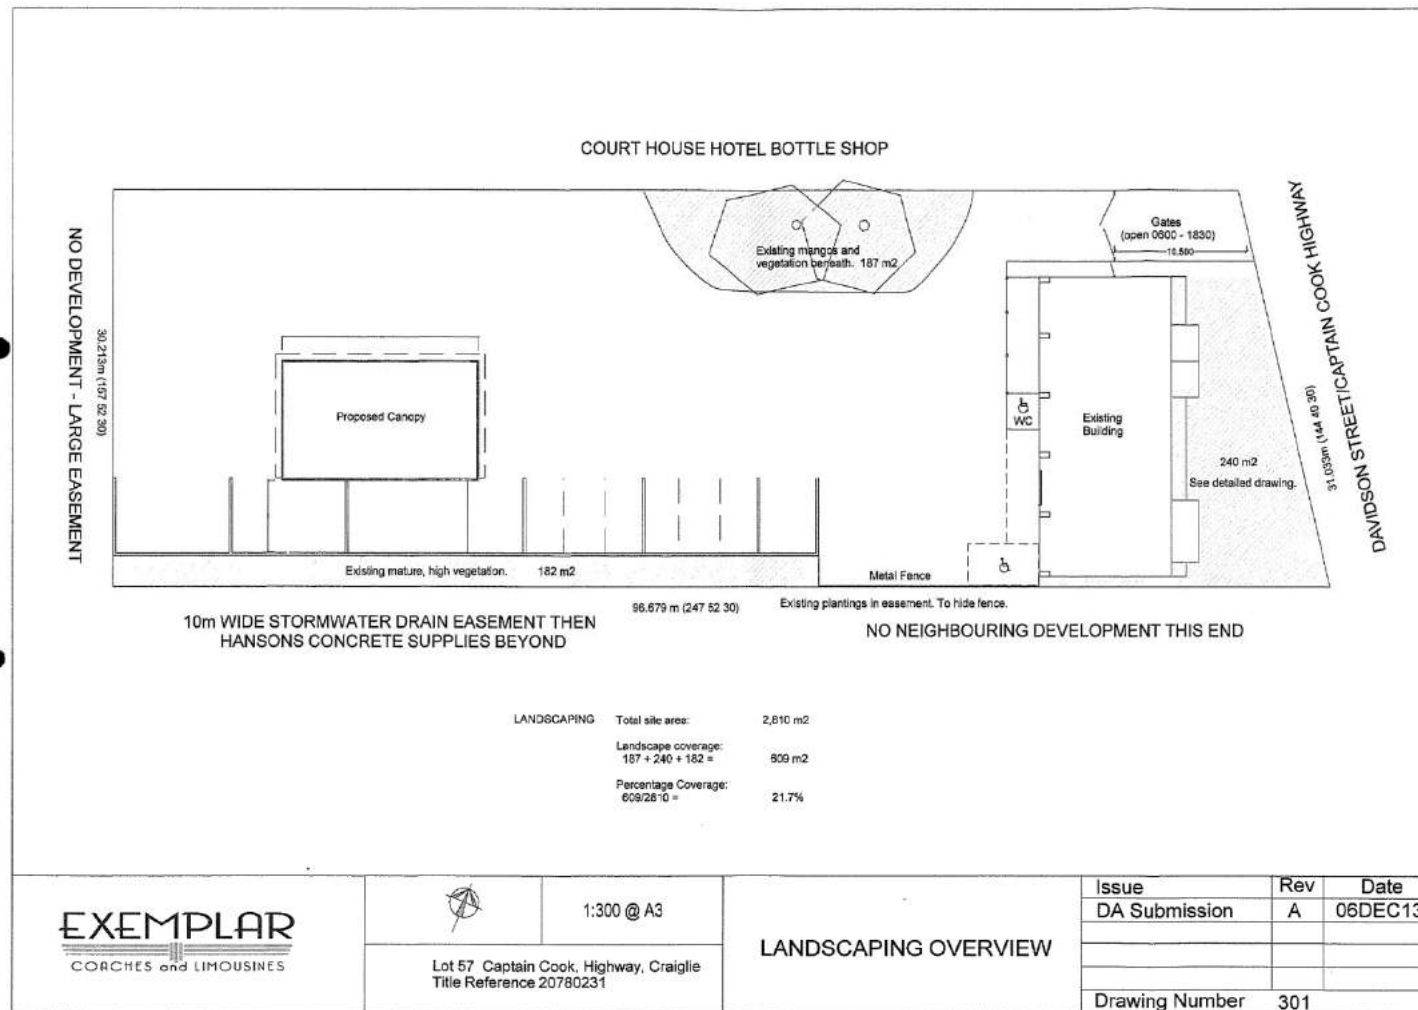 COURT HOUSE HOTEL BOTTLE SHOP
NO DEVELOPMENT - LARGE EASEMENT
30.213m (157 52 30)
Existing mangos and
vegetation beneath. 187 m2
Gates
(open 0600 - 1830)
10.500
DAVIDSON STREET/CAPTAIN COOK HIGHWAY
31.033m (144 40 30)
Proposed Canopy
WC
Existing
Building
240 m2
See detailed drawing.
Existing mature, high vegetation. 182 m2
Metal Fence
96.679 m (247 52 30)
Existing plantings in easement. To hide fence.
10m WIDE STORMWATER DRAIN EASEMENT THEN
HANSONS CONCRETE SUPPLIES BEYOND
NO NEIGHBOURING DEVELOPMENT THIS END
LANDSCAPING Total site area: 2,810 m2
Landscape coverage:
187 + 240 + 182 = 609 m2
Percentage Coverage:
609/2810 = 21.7%
EXEMPLAR
COACHES and LIMOUSINES
1:300 @ A3
Lot 57 Captain Cook, Highway, Craiglie
Title Reference 20780231
LANDSCAPING OVERVIEW
Issue Rev Date
DA Submission A 06DEC13
Drawing Number 301